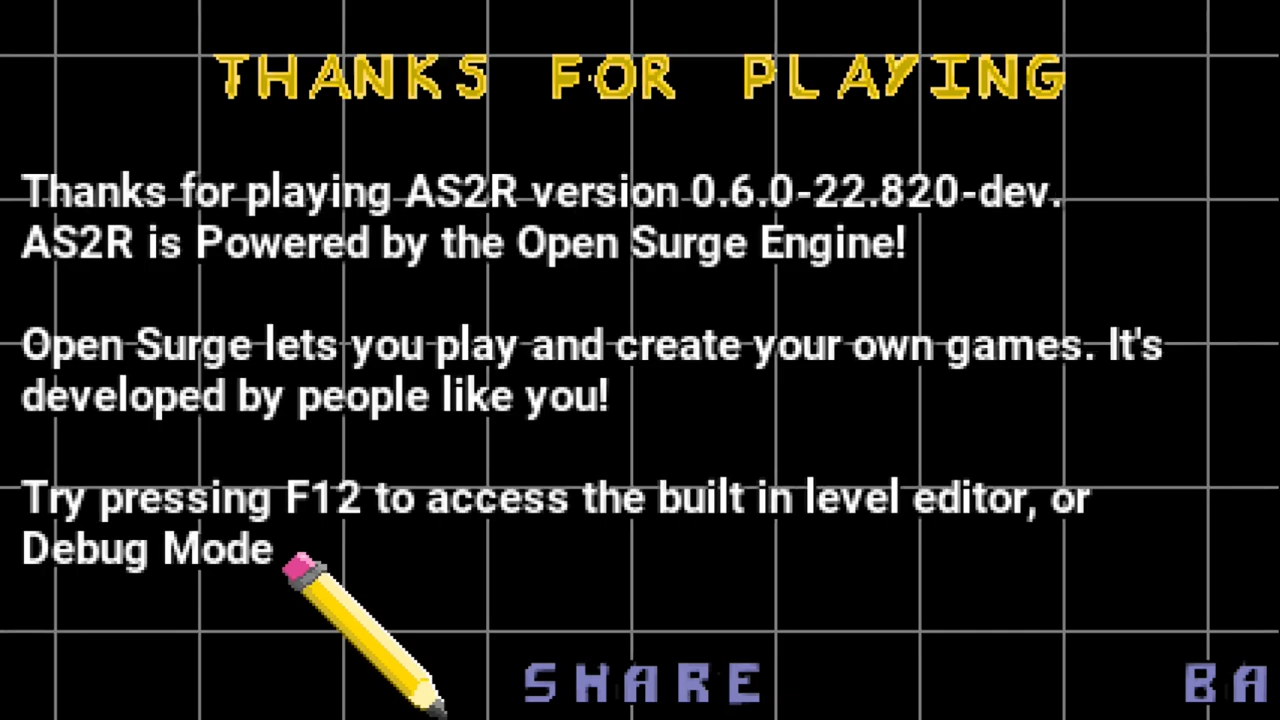 THANKS FOR PLAYING
Thanks for playing AS2R version 0.6.0-22.820-dev.
AS2R is Powered by the Open Surge Engine!
Open Surge lets you play and create your own games. It's
developed by people like you!
Try pressing F12 to access the built in level editor, or
Debug Mode
SHARE
BA